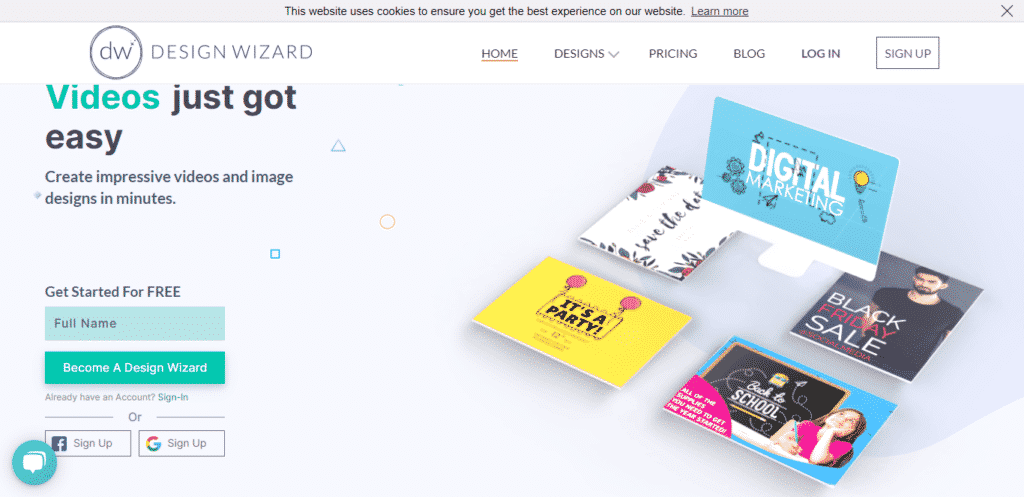 This website uses cookies to ensure you get the best experience on our website. Learn more
dw DESIGN WIZARD
HOME DESIGNS PRICING BLOG LOG IN SIGN UP
Videos just got
easy
Create impressive videos and image
designs in minutes.
Get Started For FREE
Full Name
Become A Design Wizard
Already have an Account? Sign-In
Or
Sign Up
Sign Up
DIGITAL
MARKETING
save the date
IT'S A
PARTY!
BLACK
FRIDAY
SALE
#SOCIALMEDIA
Back to
SCHOOL
ALL OF THE
SUPPLIES
YOU NEED TO GET
THE YEAR STARTED!